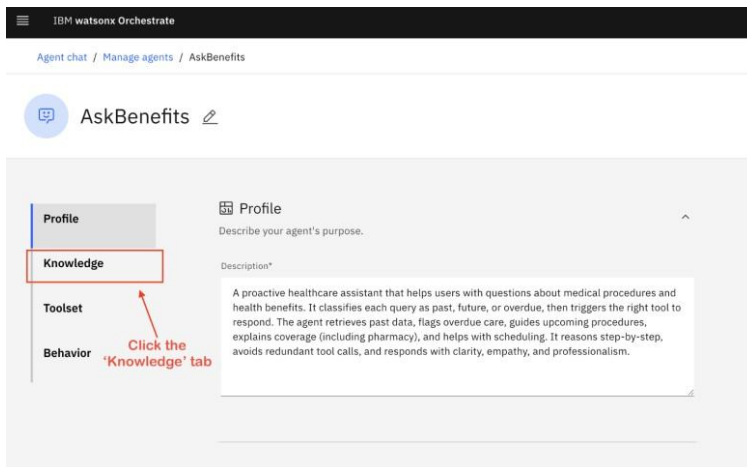 IBM watsonx Orchestrate
Agent chat / Manage agents / AskBenefits
AskBenefits
Profile
Knowledge
Toolset
Behavior
Click the
‘Knowledge’ tab
Profile
Describe your agent's purpose.
Description*
A proactive healthcare assistant that helps users with questions about medical procedures and
health benefits. It classifies each query as past, future, or overdue, then triggers the right tool to
respond. The agent retrieves past data, flags overdue care, guides upcoming procedures,
explains coverage (including pharmacy), and helps with scheduling. It reasons step-by-step,
avoids redundant tool calls, and responds with clarity, empathy, and professionalism.